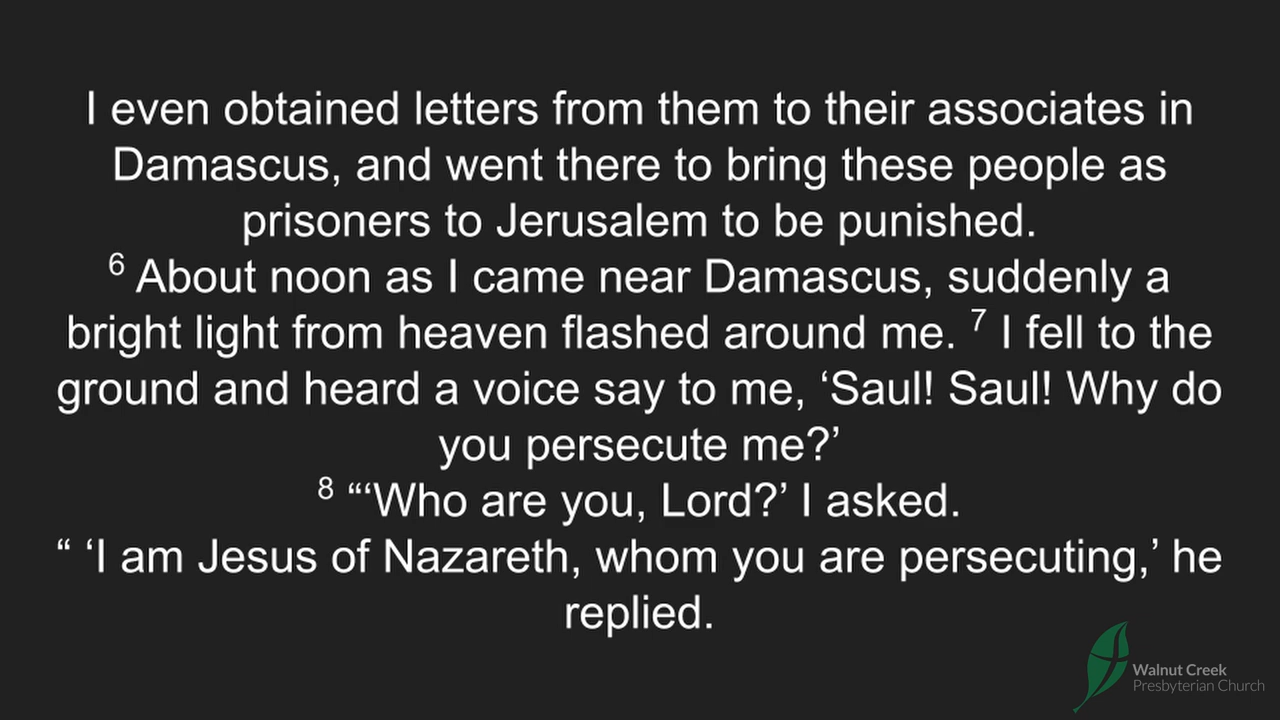 I even obtained letters from them to their associates in
Damascus, and went there to bring these people as
prisoners to Jerusalem to be punished.
⁶ About noon as I came near Damascus, suddenly a
bright light from heaven flashed around me. ⁷ I fell to the
ground and heard a voice say to me, ‘Saul! Saul! Why do
you persecute me?’
⁸ “‘Who are you, Lord?’ I asked.
“ ‘I am Jesus of Nazareth, whom you are persecuting,’ he
replied.
Walnut Creek
Presbyterian Church